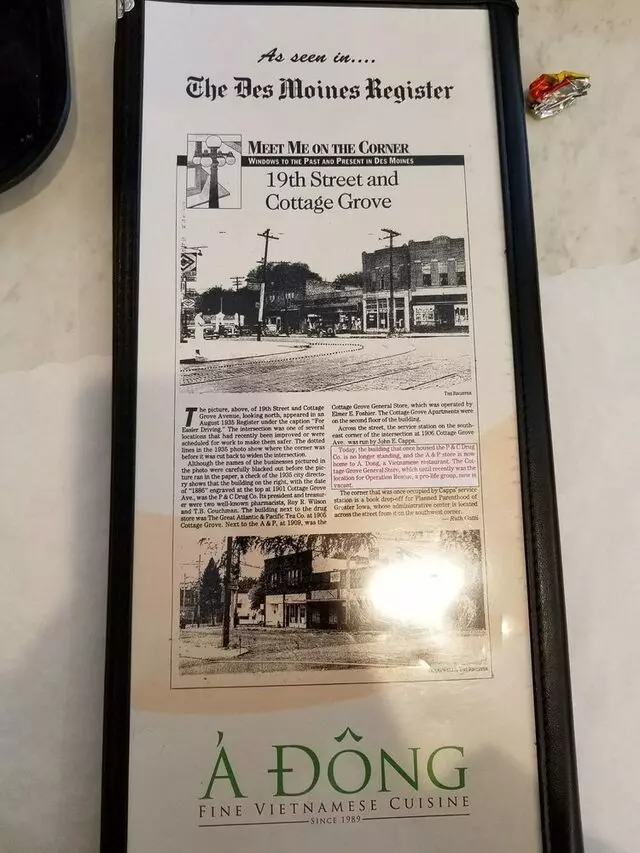 As seen in....
The Des Moines Register
MEET ME ON THE CORNER
WINDOWS TO THE PAST AND PRESENT IN DES MOINES
19th Street and
Cottage Grove
THE REGISTER
The picture, above, of 19th Street and Cottage
Grove Avenue, looking north, appeared in an
August 1935 Register under the caption "For
Easier Driving." The intersection was one of several
locations that had recently been improved or were
scheduled for work to make them safer. The dotted
lines in the 1935 photo show where the corner was
before it was cut back to widen the intersection.
Although the names of the businesses pictured in
the photo were carefully blacked out before the pic-
ture ran in the paper, a check of the 1935 city direc-
ry shows that the building on the right, with the date
of "1886" engraved at the top at 1901 Cottage Grove
Ave., was the P & C Drug Co. Its president and treasur-
er were two well-known pharmacists, Roy R. Wilson
and T.B. Couchman. The building next to the drug
store was The Great Atlantic & Pacific Tea Co. at 1905
Cottage Grove. Next to the A&P, at 1909, was the
Cottage Grove General Store, which was operated by
Elmer E. Foshier. The Cottage Grove Apartments were
on the second floor of the building.
Across the street, the service station on the south-
east corner of the intersection at 1906 Cottage Grove
Ave. was run by John E. Capps.
Today, the building that once housed the P & C Drug
Co. is no longer standing, and the A & P store is now
home to A Dong, a Vietnamese restaurant. The Cot-
tage Grove General Store, which until recently was the
location for Operation Rescue, a pro-life group, now is
vacant.
The corner that was once occupied by Capps' service
station is a book drop-off for Planned Parenthood of
Greater Iowa, whose administrative center is located
across the street from it on the southwest corner.
— Ruth
THE REGISTER
À ĐÔNG
FINE VIETNAMESE CUISINE
SINCE 1989